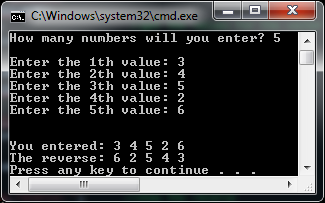 C:\Windows\system32\cmd.exe
How many numbers will you enter? 5
Enter the 1th value: 3
Enter the 2th value: 4
Enter the 3th value: 5
Enter the 4th value: 2
Enter the 5th value: 6
You entered: 3 4 5 2 6
The reverse: 6 2 5 4 3
Press any key to continue . . .